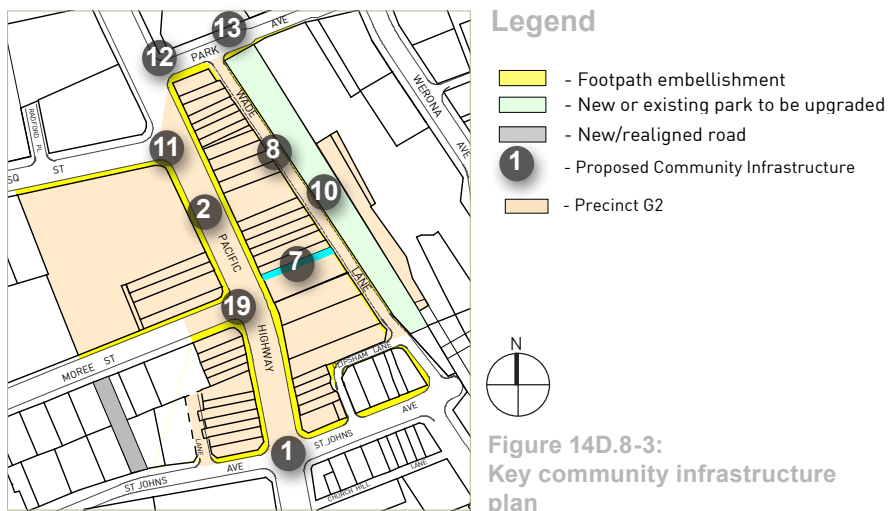 13
AVE
PARK
12
WADE
WERONA
AVE
RADFORD PL
11
SQ ST
8
10
2
PACIFIC
7
LANE
19
HIGHWAY
MOREE ST
CLIPSHAM LANE
LANE
ST JOHNS AVE
1
ST JOHNS AVE
CHURCH HILL LANE
Legend
- Footpath embellishment
- New or existing park to be upgraded
- New/realigned road
1 - Proposed Community Infrastructure
- Precinct G2
N
Figure 14D.8-3:
Key community infrastructure
plan